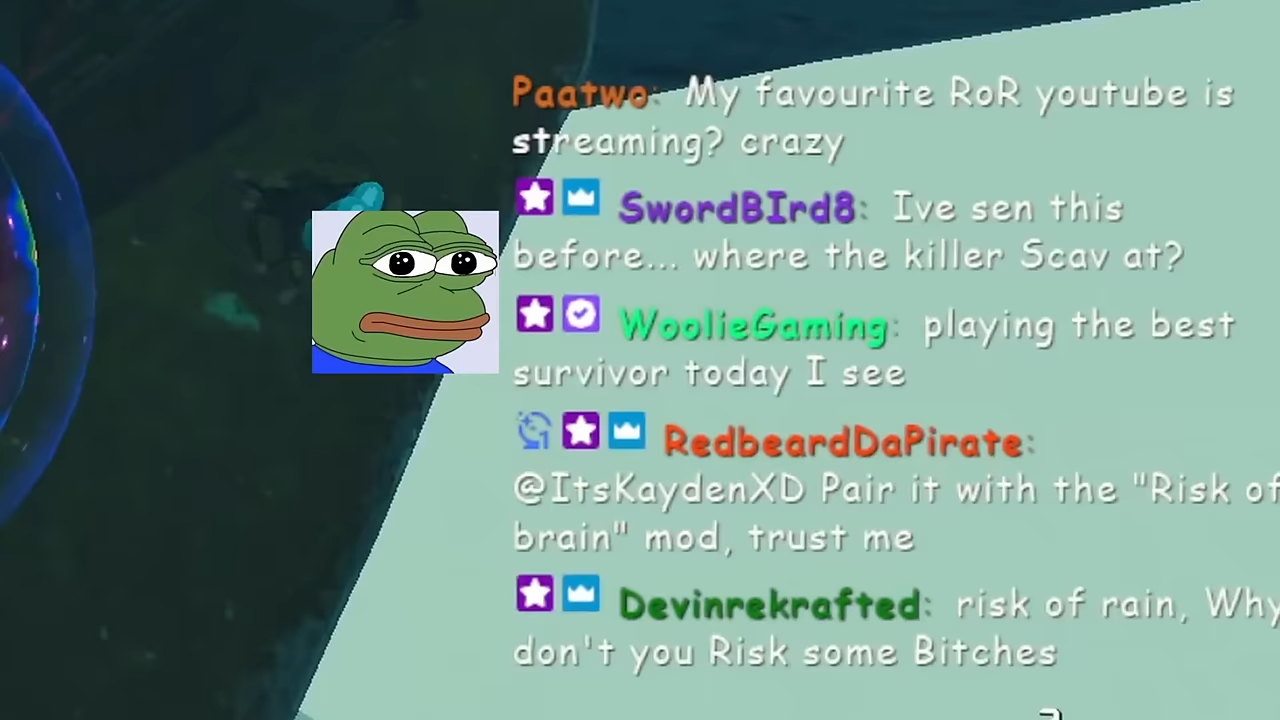 Paatwo: My favourite RoR youtube is
streaming? crazy
SwordBIrd8: Ive sen this
before... where the killer Scav at?
WoolieGaming: playing the best
survivor today I see
RedbeardDaPirate:
@ItsKaydenXD Pair it with the "Risk of
brain" mod, trust me
Devinrekrafted: risk of rain, Why
don't you Risk some Bitches